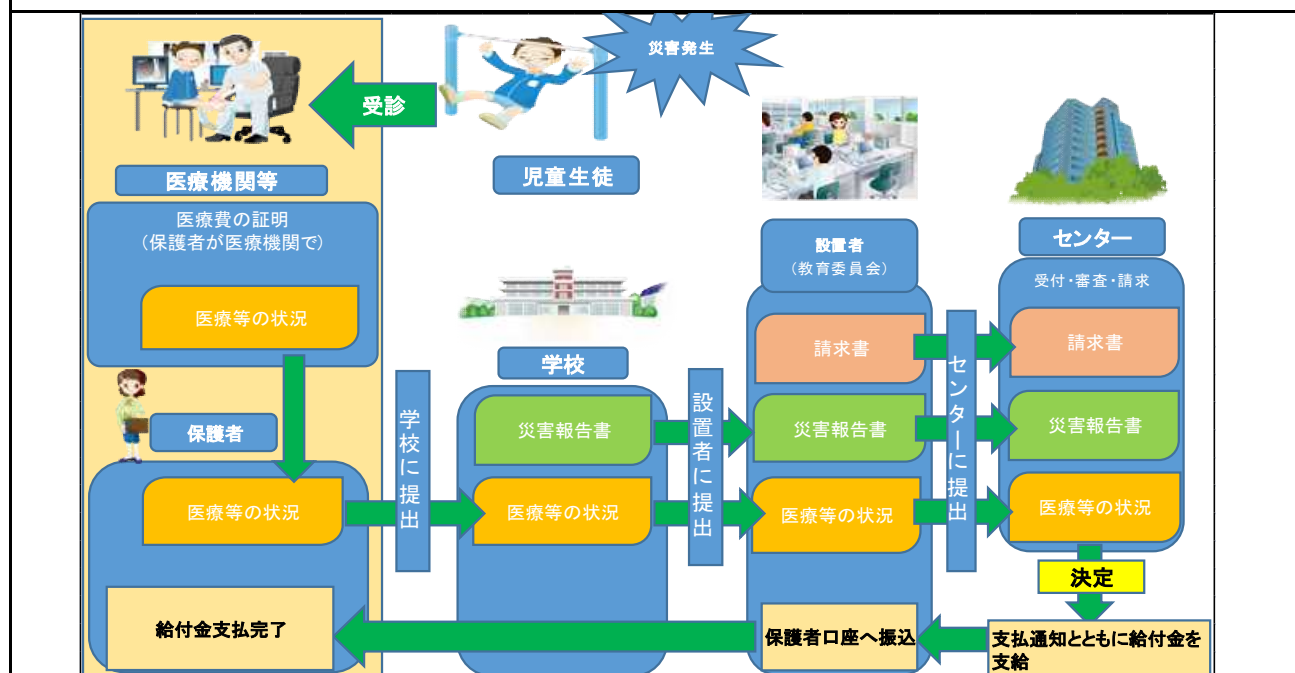 災害発生
受診
医療機関等
児童生徒
医療費の証明
（保護者が医療機関で）
医療等の状況
設置者
（教育委員会）
センター
受付・審査・請求
請求書
請求書
学校
保護者
学校に提出
設置者に提出
センターに提出
災害報告書
災害報告書
災害報告書
医療等の状況
医療等の状況
医療等の状況
医療等の状況
決定
給付金支払完了
保護者口座へ振込
支払通知とともに給付金を
支給